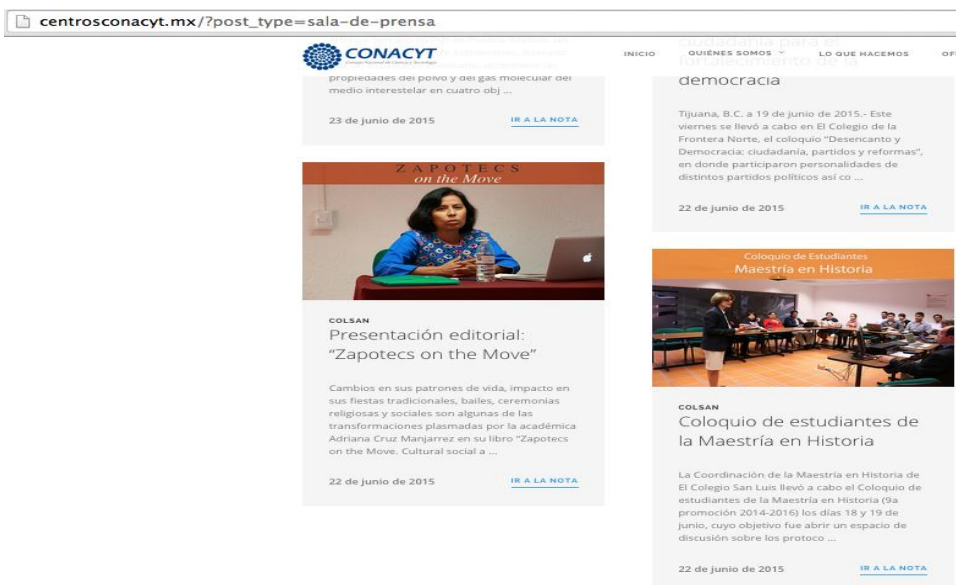 centrosconacyt.mx/?post_type=sala-de-prensa
CONACYT
INICIO
QUIÉNES SOMOS
LO QUE HACEMOS
OF
propiedades del polvo y del gas molecular del
medio interestelar en cuatro obj ...
23 de junio de 2015
IR A LA NOTA
ZAPOTECS
on the Move
COLSAN
Presentación editorial:
"Zapotecs on the Move"
Cambios en sus patrones de vida, impacto en
sus fiestas tradicionales, bailes, ceremonias
religiosas y sociales son algunas de las
transformaciones plasmadas por la académica
Adriana Cruz Manjarrez en su libro "Zapotecs
on the Move. Cultural social a ...
22 de junio de 2015
IR A LA NOTA
ciudadanía para el
fortalecimiento de la
democracia
Tijuana, B.C. a 19 de junio de 2015.- Este
viernes se llevó a cabo en El Colegio de la
Frontera Norte, el coloquio "Desencanto y
Democracia: ciudadanía, partidos y reformas",
en donde participaron personalidades de
distintos partidos políticos así co ...
22 de junio de 2015
IR A LA NOTA
Coloquio de Estudiantes
Maestría en Historia
COLSAN
Coloquio de estudiantes de
la Maestría en Historia
La Coordinación de la Maestría en Historia de
El Colegio San Luis llevó a cabo el Coloquio de
estudiantes de la Maestría en Historia (9a
promoción 2014-2016) los días 18 y 19 de
junio, cuyo objetivo fue abrir un espacio de
discusión sobre los protoco ...
22 de junio de 2015
IR A LA NOTA